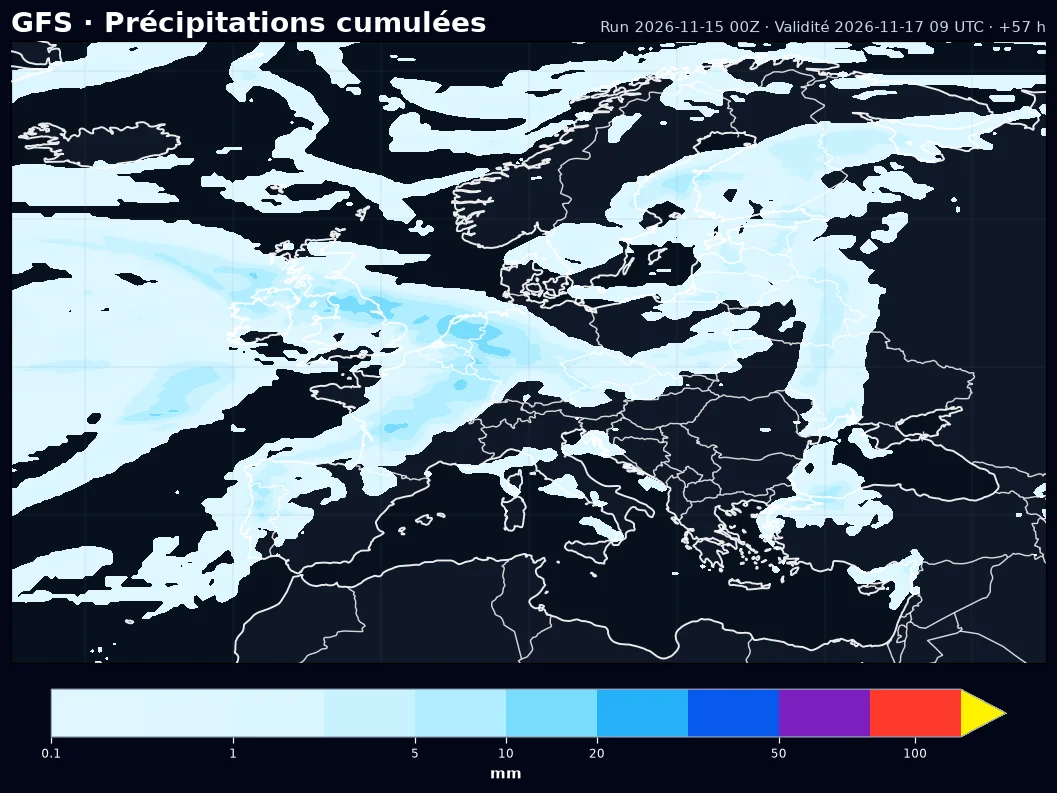 GFS · Précipitations cumulées
Run 2026-11-15 00Z · Validité 2026-11-17 09 UTC · +57 h
0.1 1 5 10 20 50 100
mm